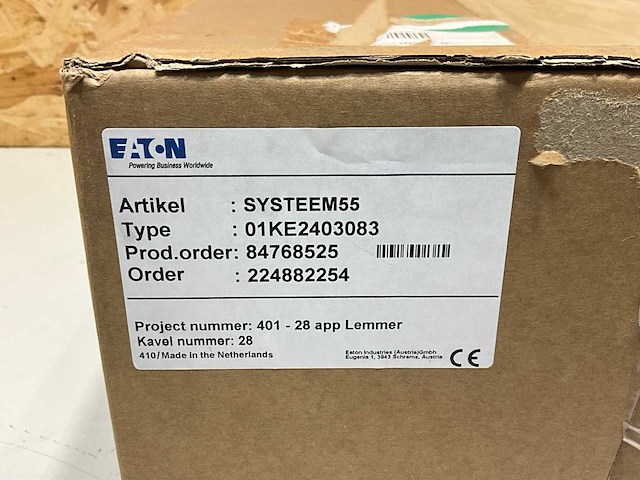 EATON
Powering Business Worldwide
Artikel : SYSTEEM55
Type : 01KE2403083
Prod.order: 84768525
Order : 224882254
Project nummer: 401 - 28 app Lemmer
Kavel nummer: 28
410/ Made in the Netherlands
Eaton Industries (Austria)Gmbh
Eugenia 1, 3943 Schrems, Austria
CE